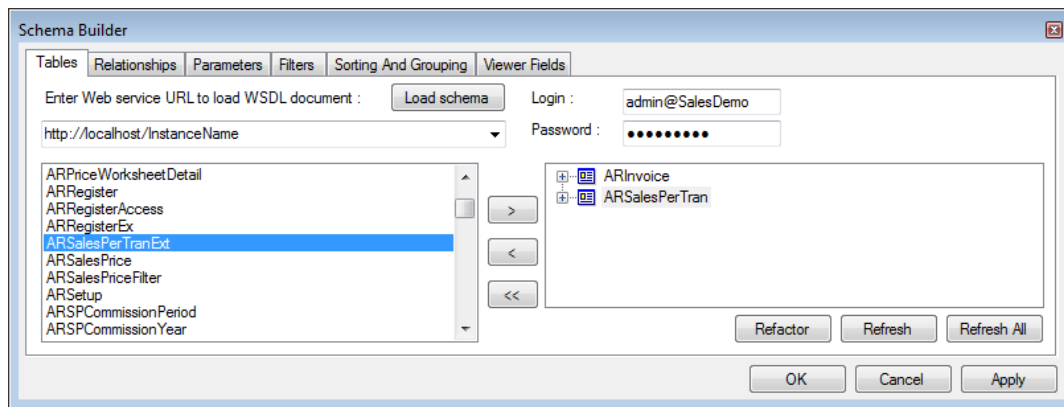 Schema Builder
Tables Relationships Parameters Filters Sorting And Grouping Viewer Fields
Enter Web service URL to load WSDL document : Load schema Login : admin@SalesDemo
http://localhost/InstanceName Password : ●●●●●●●●●
ARPriceWorksheetDetail
ARRegister
ARRegisterAccess
ARRegisterEx
ARSalesPerTranExt
ARSalesPrice
ARSalesPriceFilter
ARSetup
ARSPCommissionPeriod
ARSPCommissionYear
>
<
<<
ARInvoice
ARSalesPerTran
Refactor Refresh Refresh All
OK Cancel Apply